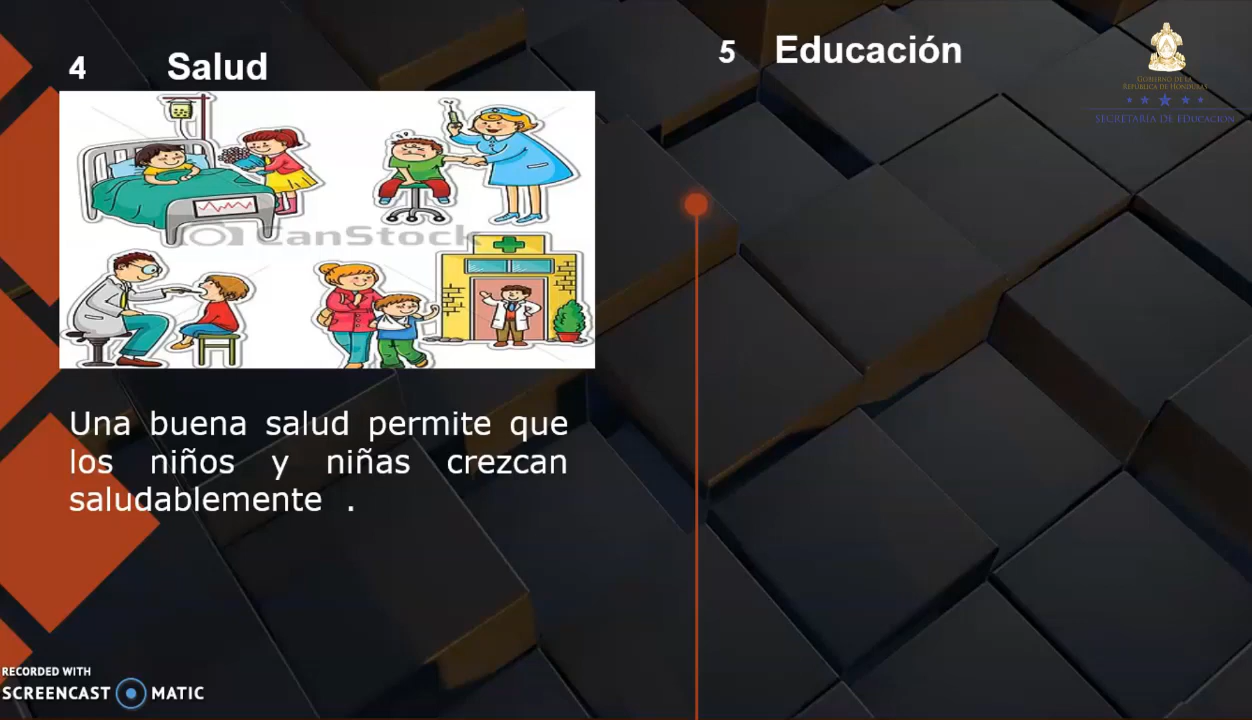 4 Salud
CanStock
Una buena salud permite que
los niños y niñas crezcan
saludablemente .
5 Educación
GOBIERNO DE LA
REPÚBLICA DE HONDURAS
SECRETARÍA DE EDUCACIÓN
RECORDED WITH
SCREENCAST MATIC